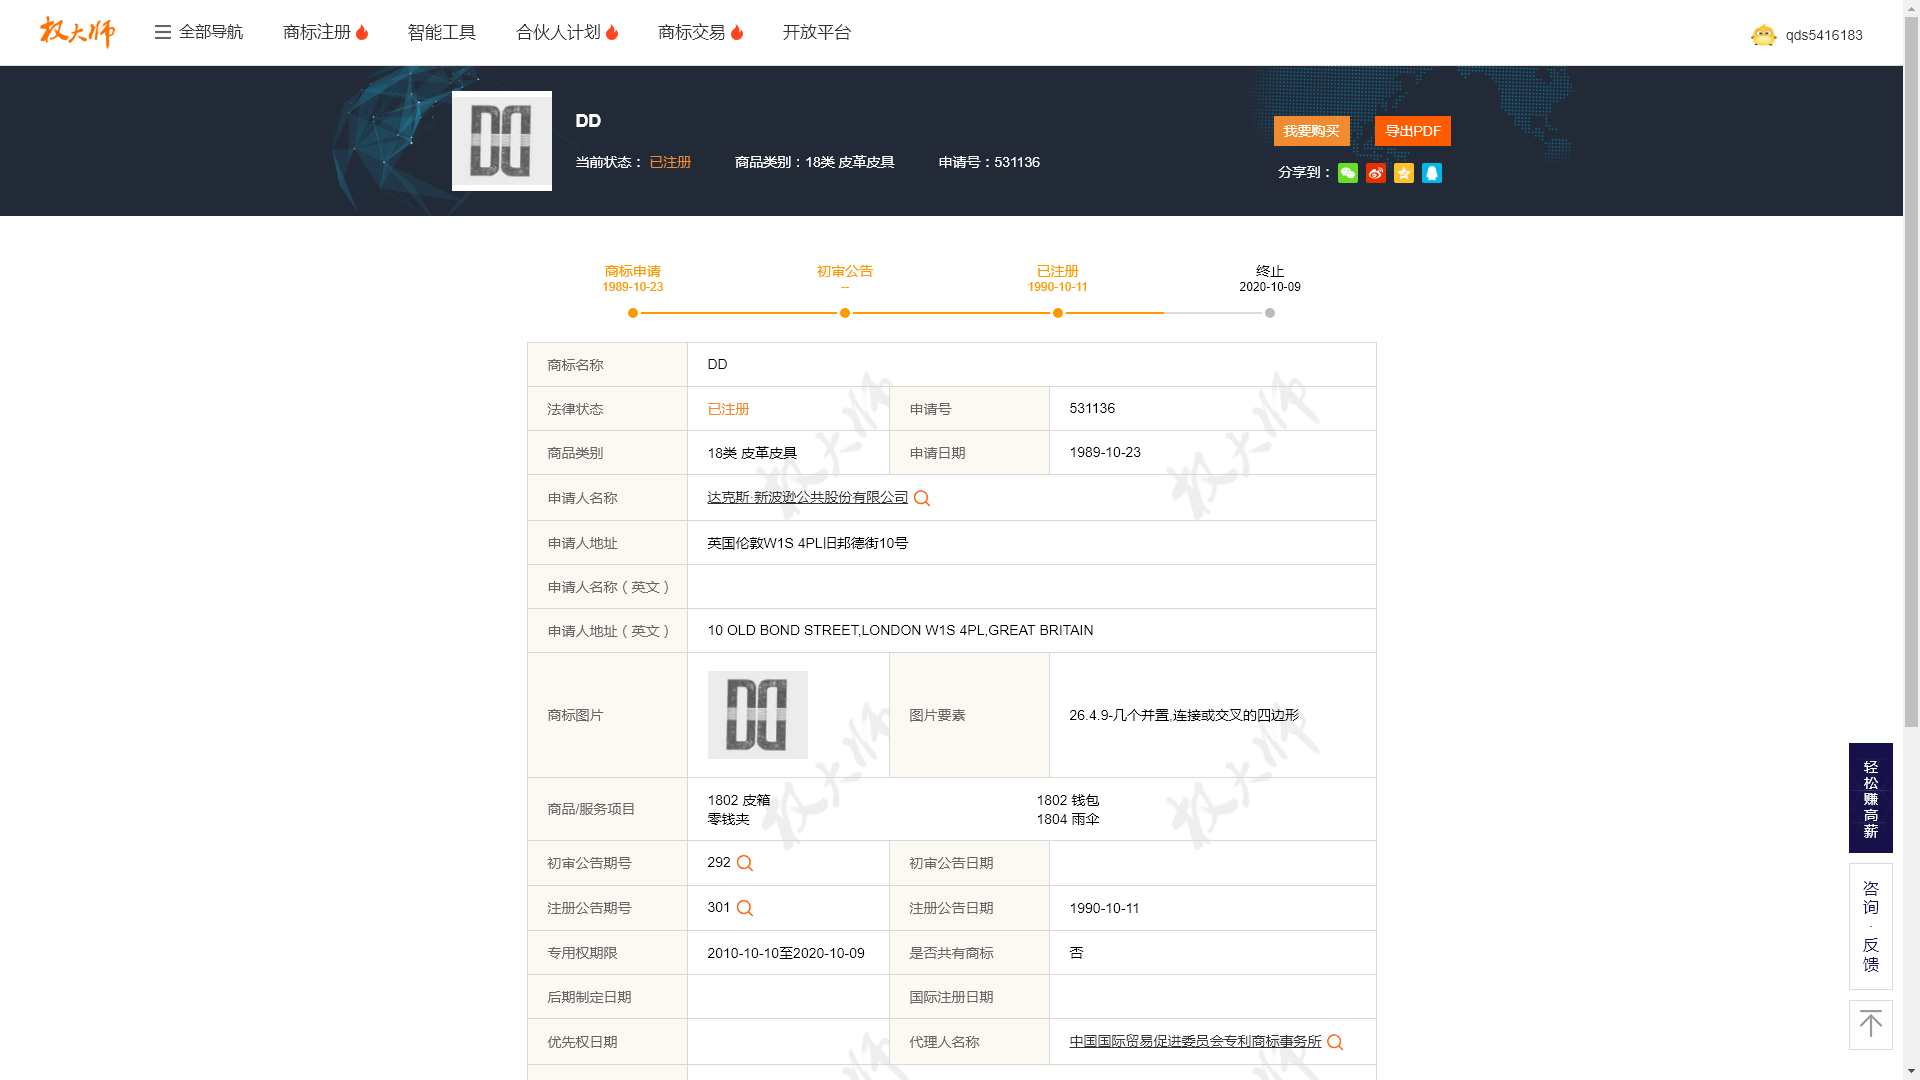 权大师
全部导航
商标注册
智能工具
合伙人计划
商标交易
开放平台
qds5416183
DD
DD
当前状态： 已注册
商品类别：18类 皮革皮具
申请号：531136
我要购买
导出PDF
分享到：
商标申请
1989-10-23
初审公告
--
已注册
1990-10-11
终止
2020-10-09
商标名称 DD
法律状态 已注册 申请号 531136
商品类别 18类 皮革皮具 申请日期 1989-10-23
申请人名称 达克斯·新波逊公共股份有限公司
申请人地址 英国伦敦W1S 4PL旧邦德街10号
申请人名称（英文）
申请人地址（英文） 10 OLD BOND STREET,LONDON W1S 4PL,GREAT BRITAIN
商标图片 DD 图片要素 26.4.9-几个并置,连接或交叉的四边形
商品/服务项目
1802 皮箱 1802 钱包
零钱夹 1804 雨伞
初审公告期号 292 初审公告日期
注册公告期号 301 注册公告日期 1990-10-11
专用权期限 2010-10-10至2020-10-09 是否共有商标 否
后期制定日期 国际注册日期
优先权日期 代理人名称 中国国际贸易促进委员会专利商标事务所
权大师
权大师
权大师
权大师
轻松赚高薪
咨询·反馈